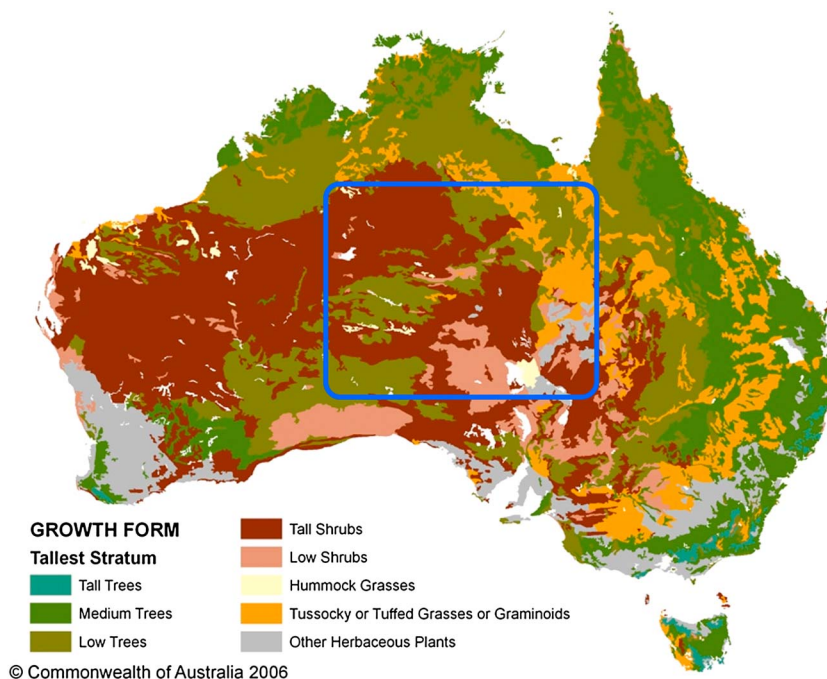 GROWTH FORM
Tallest Stratum
Tall Trees
Medium Trees
Low Trees
Tall Shrubs
Low Shrubs
Hummock Grasses
Tussocky or Tuffed Grasses or Graminoids
Other Herbaceous Plants
© Commonwealth of Australia 2006